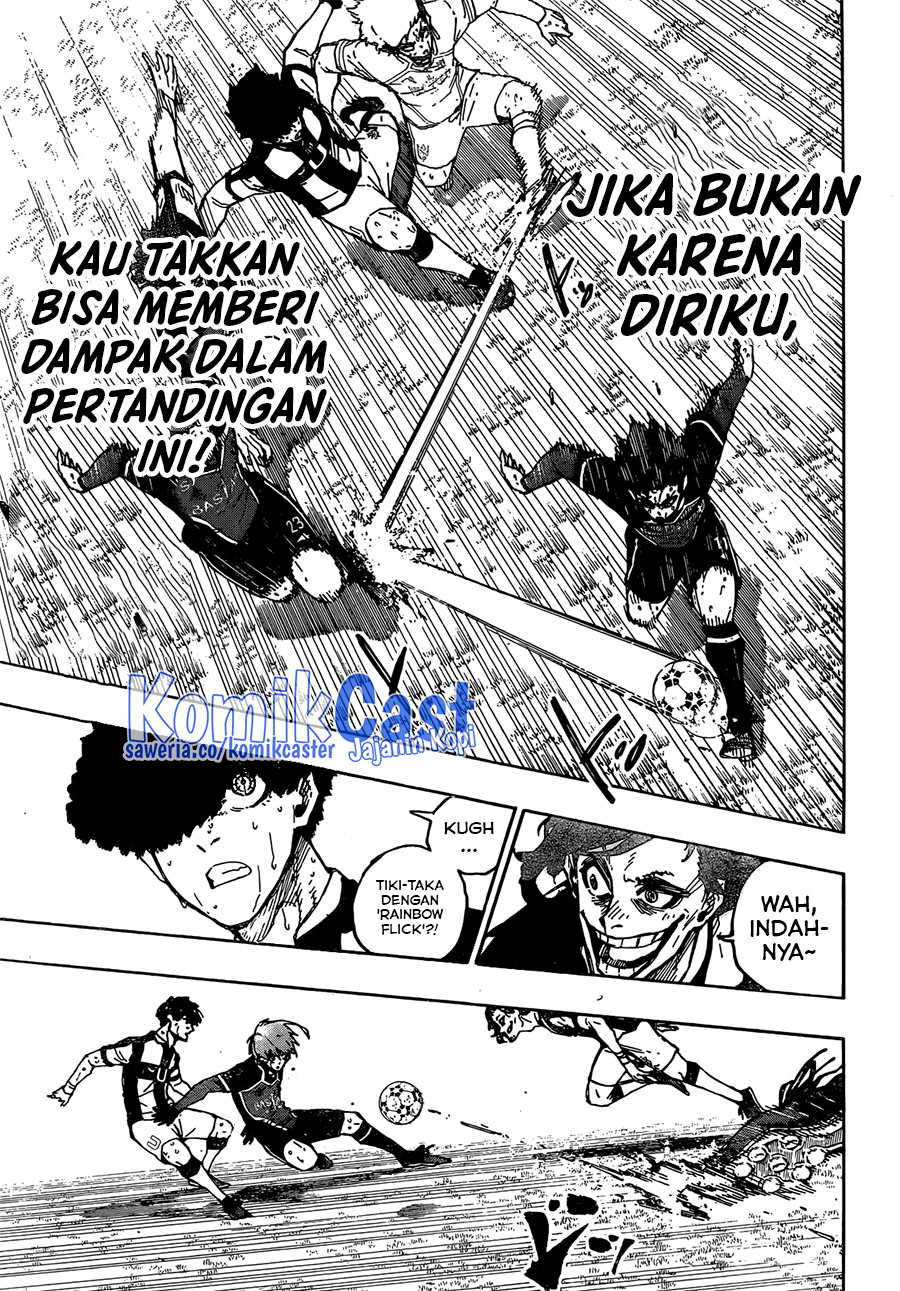 JIKA BUKAN
KARENA
DIRIKU,
KAU TAKKAN
BISA MEMBERI
DAMPAK DALAM
PERTANDINGAN
INI!
23
KomikCast
saweria.co/komikcaster
Jajanin Kopi
WAH,
INDAH-
NYA~
KUGH
...
TIKI-TAKA
DENGAN
'RAINBOW
FLICK'?!